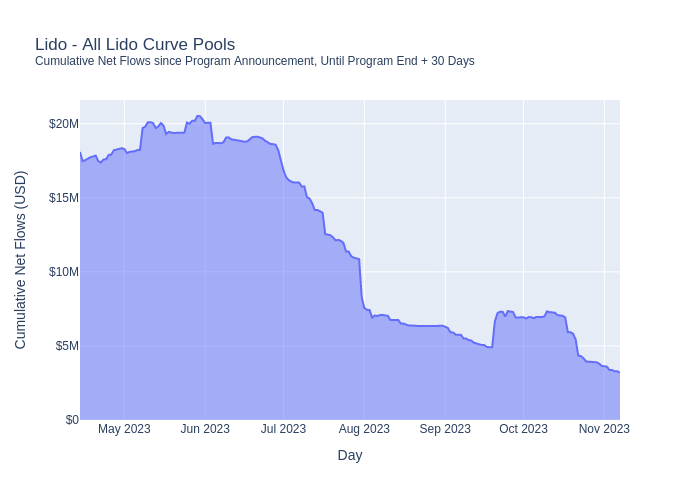 Lido - All Lido Curve Pools
Cumulative Net Flows since Program Announcement, Until Program End + 30 Days
Cumulative Net Flows (USD)
$20M
$15M
$10M
$5M
$0
May 2023
Jun 2023
Jul 2023
Aug 2023
Sep 2023
Oct 2023
Nov 2023
Day